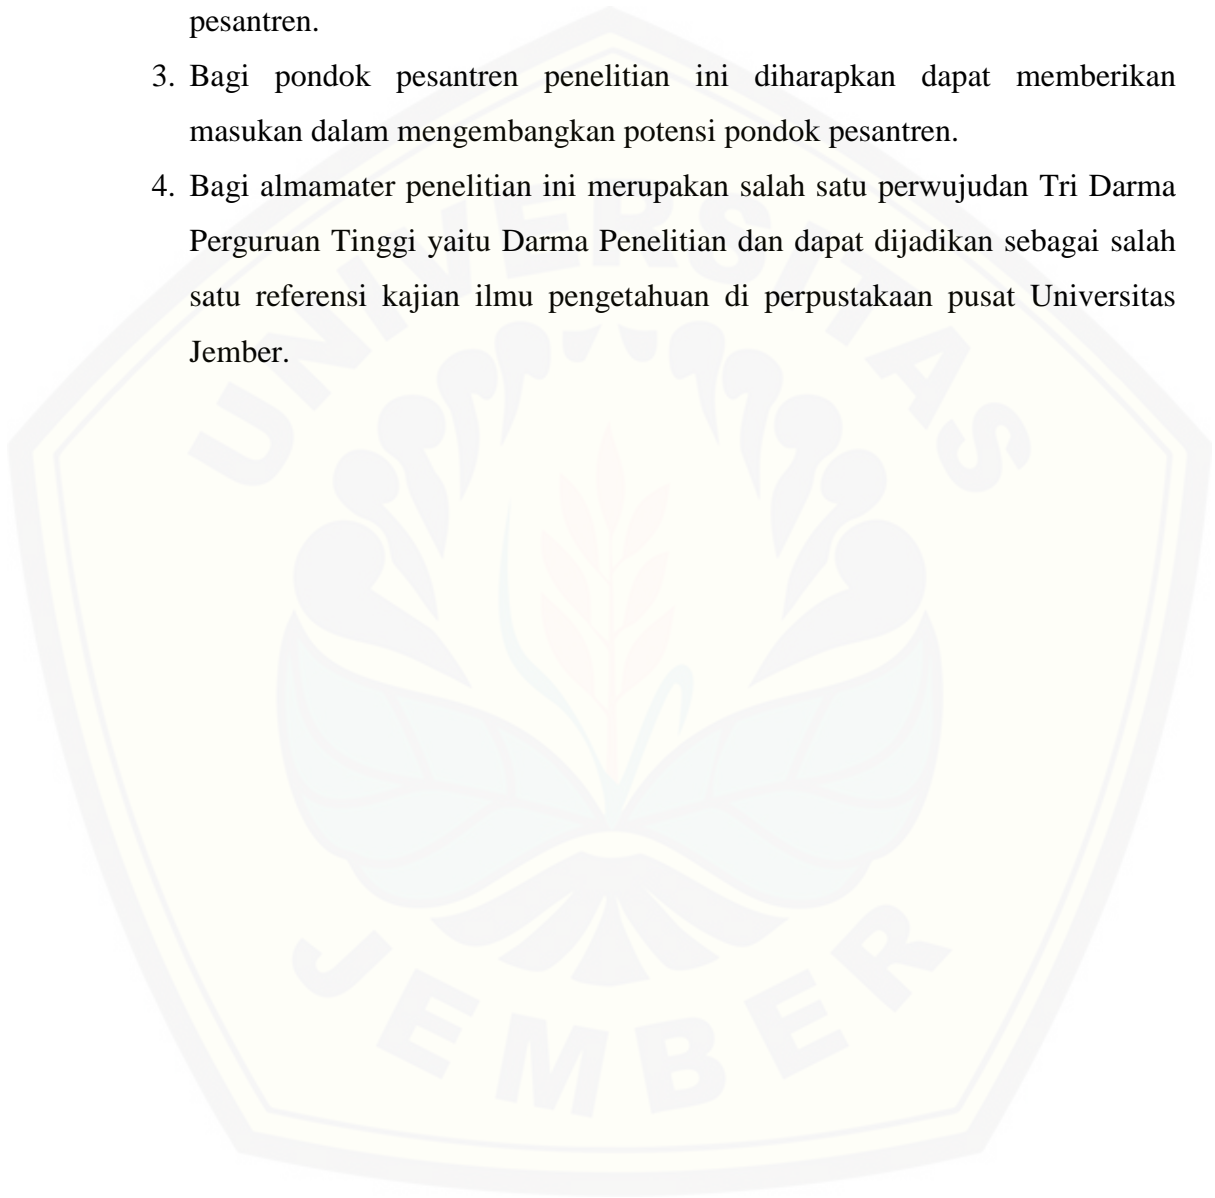 pesantren.
3. Bagi pondok pesantren penelitian ini diharapkan dapat memberikan
masukan dalam mengembangkan potensi pondok pesantren.
4. Bagi almamater penelitian ini merupakan salah satu perwujudan Tri Darma
Perguruan Tinggi yaitu Darma Penelitian dan dapat dijadikan sebagai salah
satu referensi kajian ilmu pengetahuan di perpustakaan pusat Universitas
Jember.
UNIVERSITAS
JEMBER